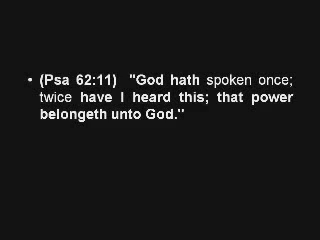 • (Psa 62:11)  "God hath spoken once;
twice have I heard this; that power
belongeth unto God."